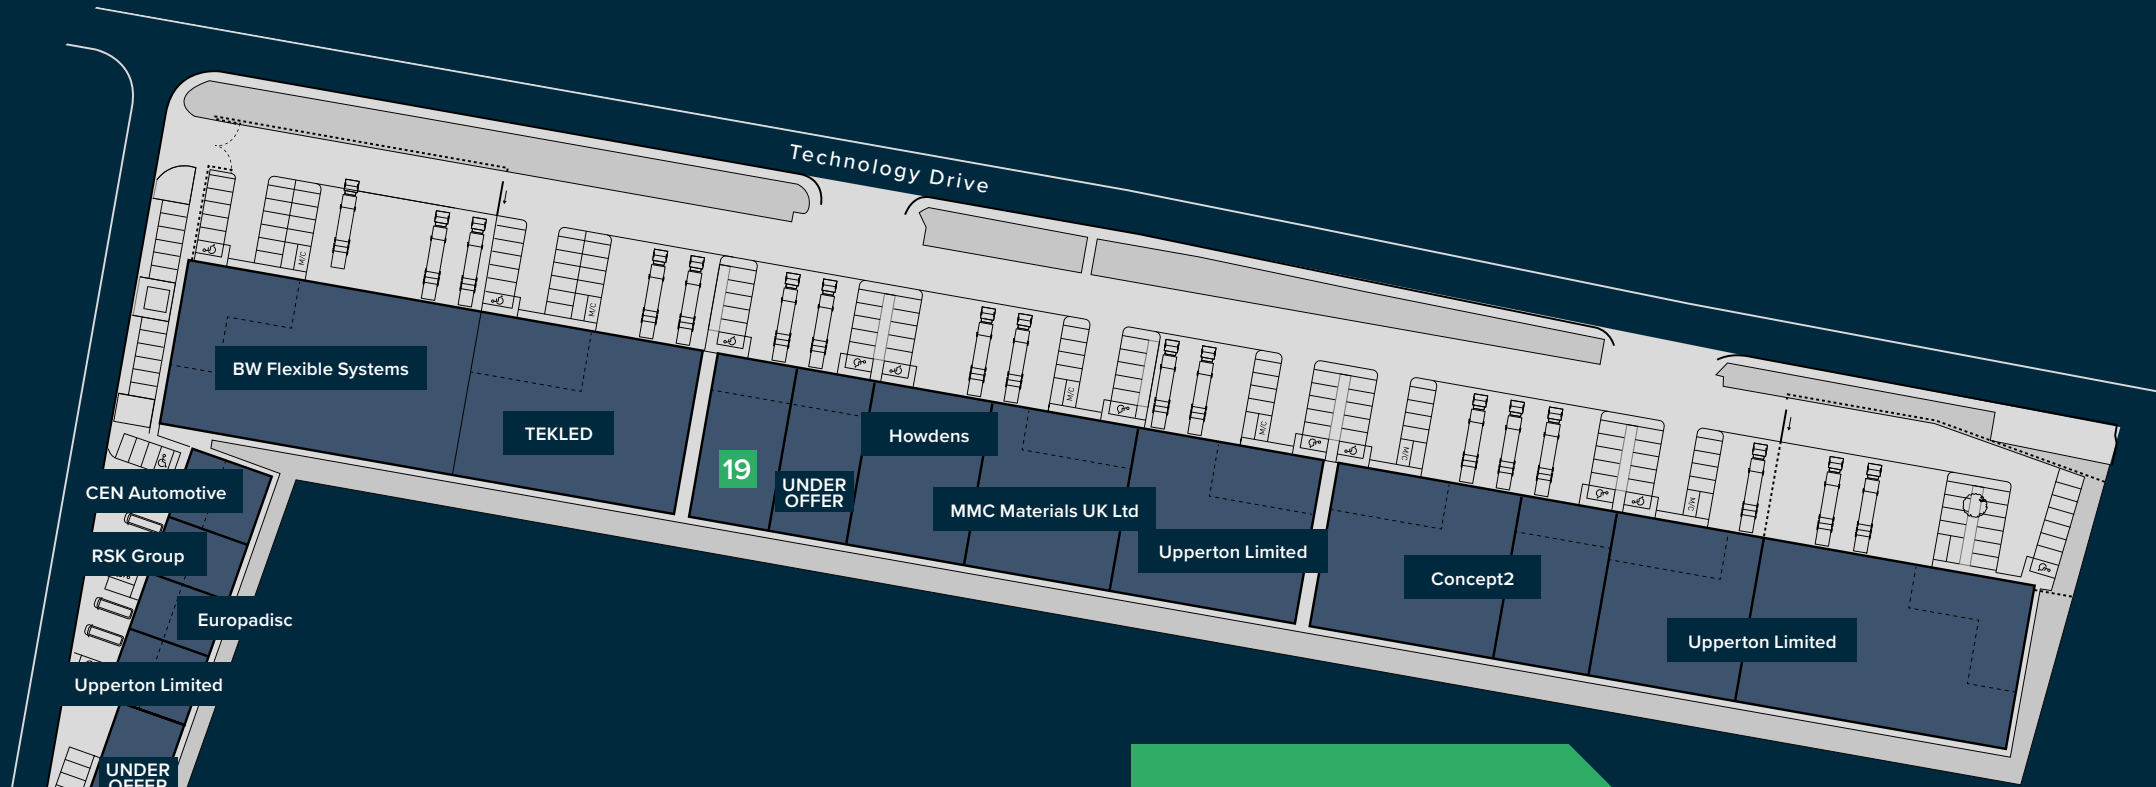 Technology Drive
M/C
M/C
M/C
M/C
M/C
M/C
BW Flexible Systems
TEKLED
Howdens
19
UNDER
OFFER
CEN Automotive
MMC Materials UK Ltd
RSK Group
Upperton Limited
Concept2
Europadisc
Upperton Limited
Upperton Limited
UNDER
OFFER